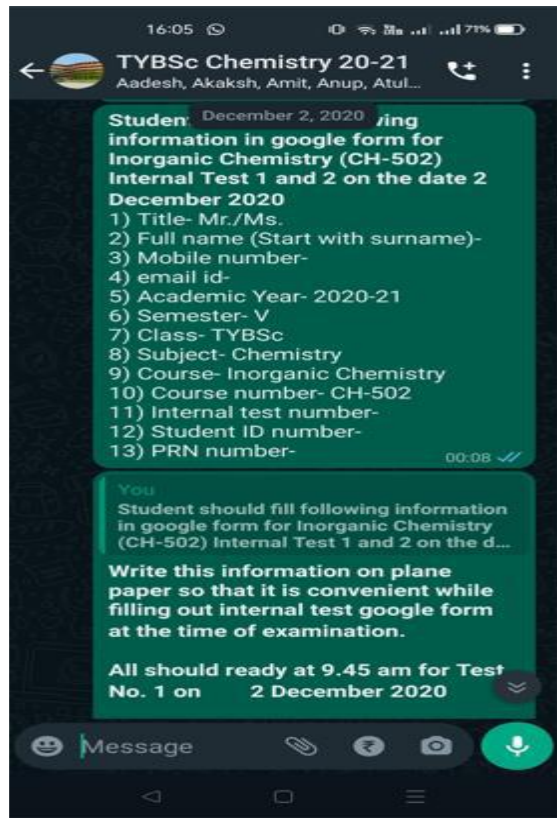 16:05 71%
TYBSc Chemistry 20-21
Aadesh, Akaksh, Amit, Anup, Atul...
December 2, 2020
Studen ving
information in google form for
Inorganic Chemistry (CH-502)
Internal Test 1 and 2 on the date 2
December 2020
1) Title- Mr./Ms.
2) Full name (Start with surname)-
3) Mobile number-
4) email id-
5) Academic Year- 2020-21
6) Semester- V
7) Class- TYBSc
8) Subject- Chemistry
9) Course- Inorganic Chemistry
10) Course number- CH-502
11) Internal test number-
12) Student ID number-
13) PRN number-
00:08
You
Student should fill following information
in google form for Inorganic Chemistry
(CH-502) Internal Test 1 and 2 on the d...
Write this information on plane
paper so that it is convenient while
filling out internal test google form
at the time of examination.
All should ready at 9.45 am for Test
No. 1 on 2 December 2020
Message